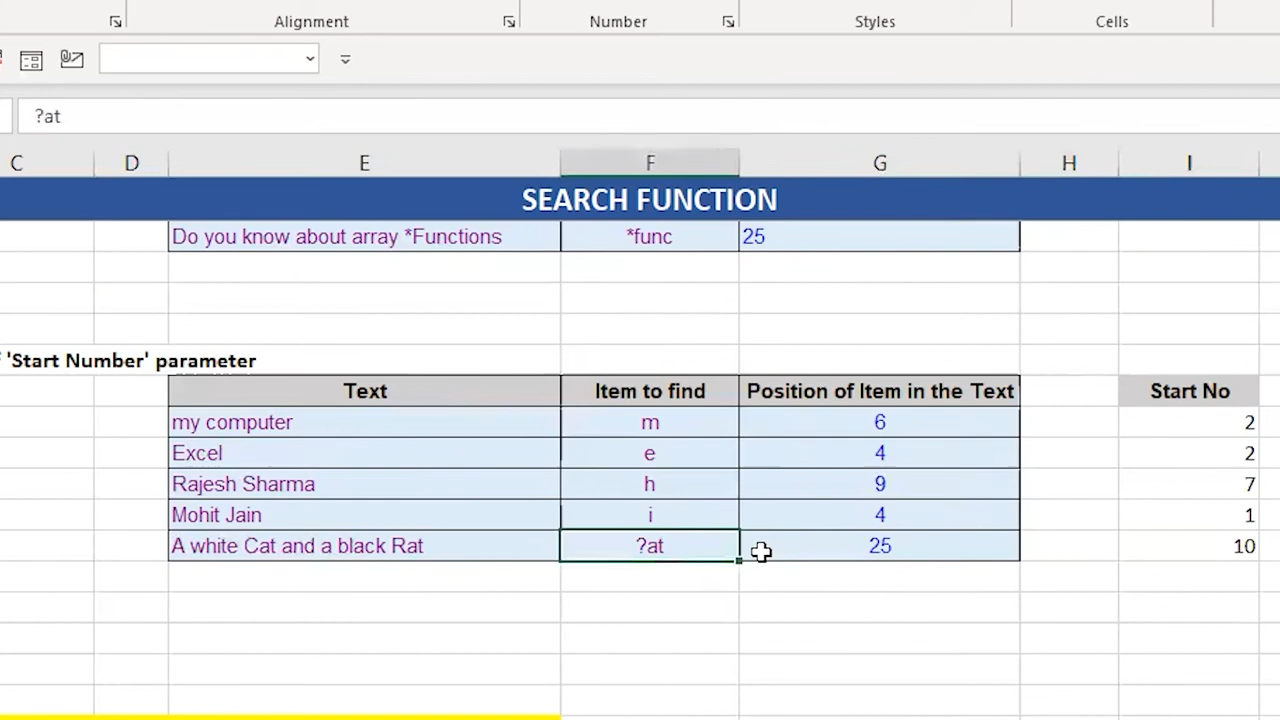 Alignment Number Styles Cells
?at
C D E F G H I
SEARCH FUNCTION
Do you know about array *Functions *func 25
'Start Number' parameter
Text Item to find Position of Item in the Text Start No
my computer m 6 2
Excel e 4 2
Rajesh Sharma h 9 7
Mohit Jain i 4 1
A white Cat and a black Rat ?at 25 10